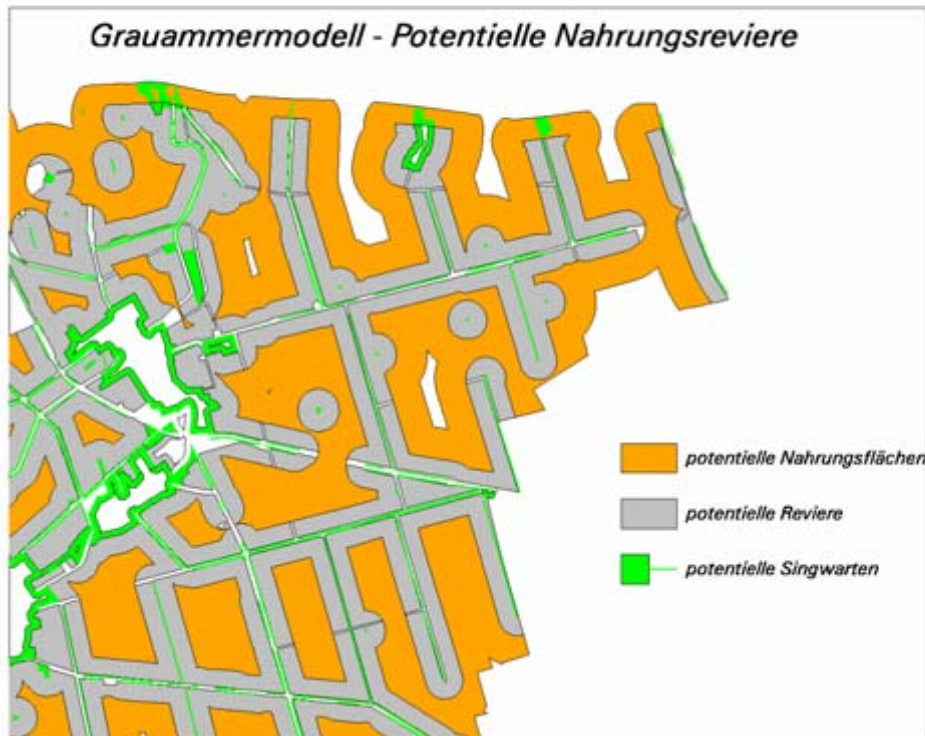 Grauammermodell - Potentielle Nahrungsreviere
potentielle Nahrungsflächen
potentielle Reviere
potentielle Singwarten